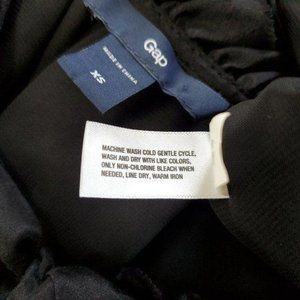 Gap
MADE IN CHINA
XS
MACHINE WASH COLD GENTLE CYCLE,
WASH AND DRY WITH LIKE COLORS,
ONLY NON-CHLORINE BLEACH WHEN
NEEDED, LINE DRY, WARM IRON